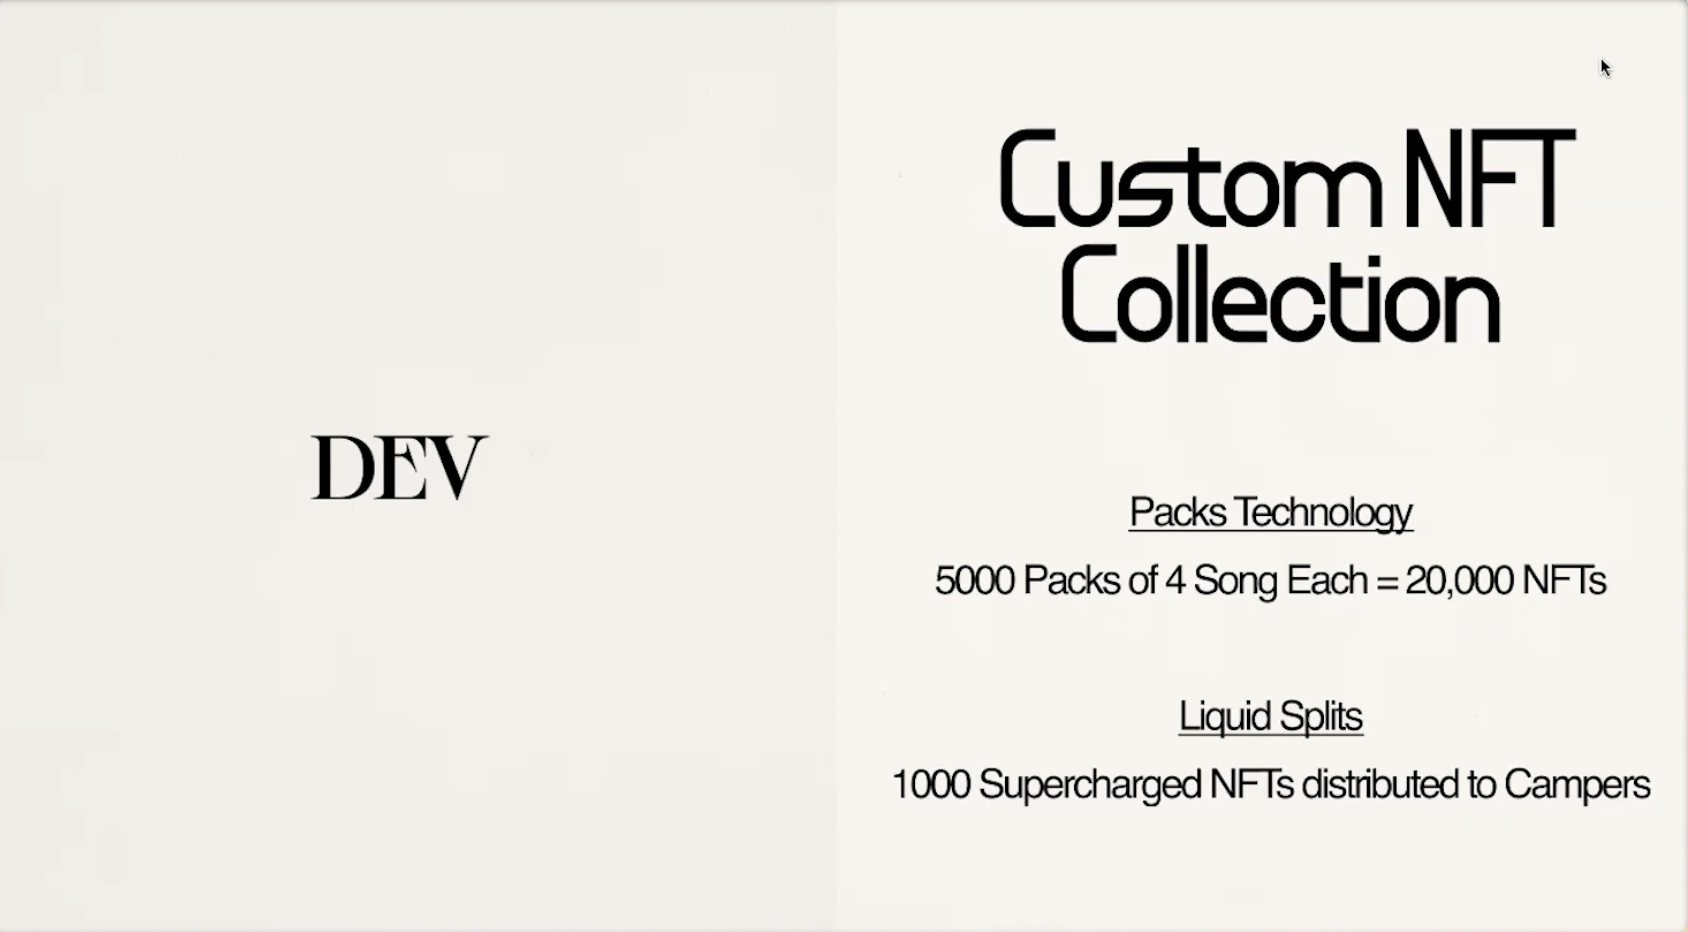 DEV
Custom NFT
Collection
Packs Technology
5000 Packs of 4 Song Each = 20,000 NFTs
Liquid Splits
1000 Supercharged NFTs distributed to Campers